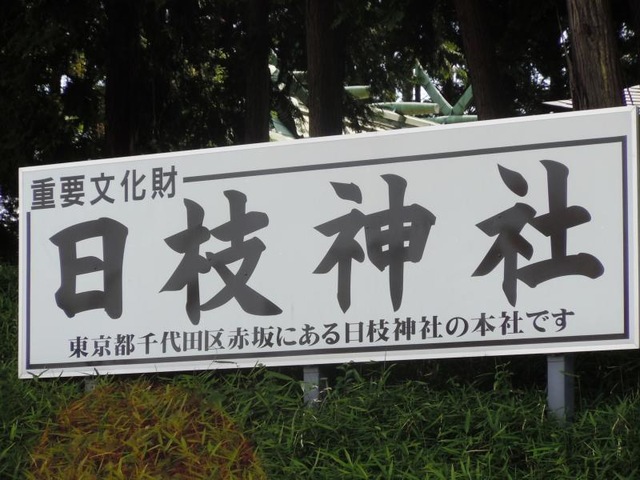 重要文化財
日枝神社
東京都千代田区赤坂にある日枝神社の本社です